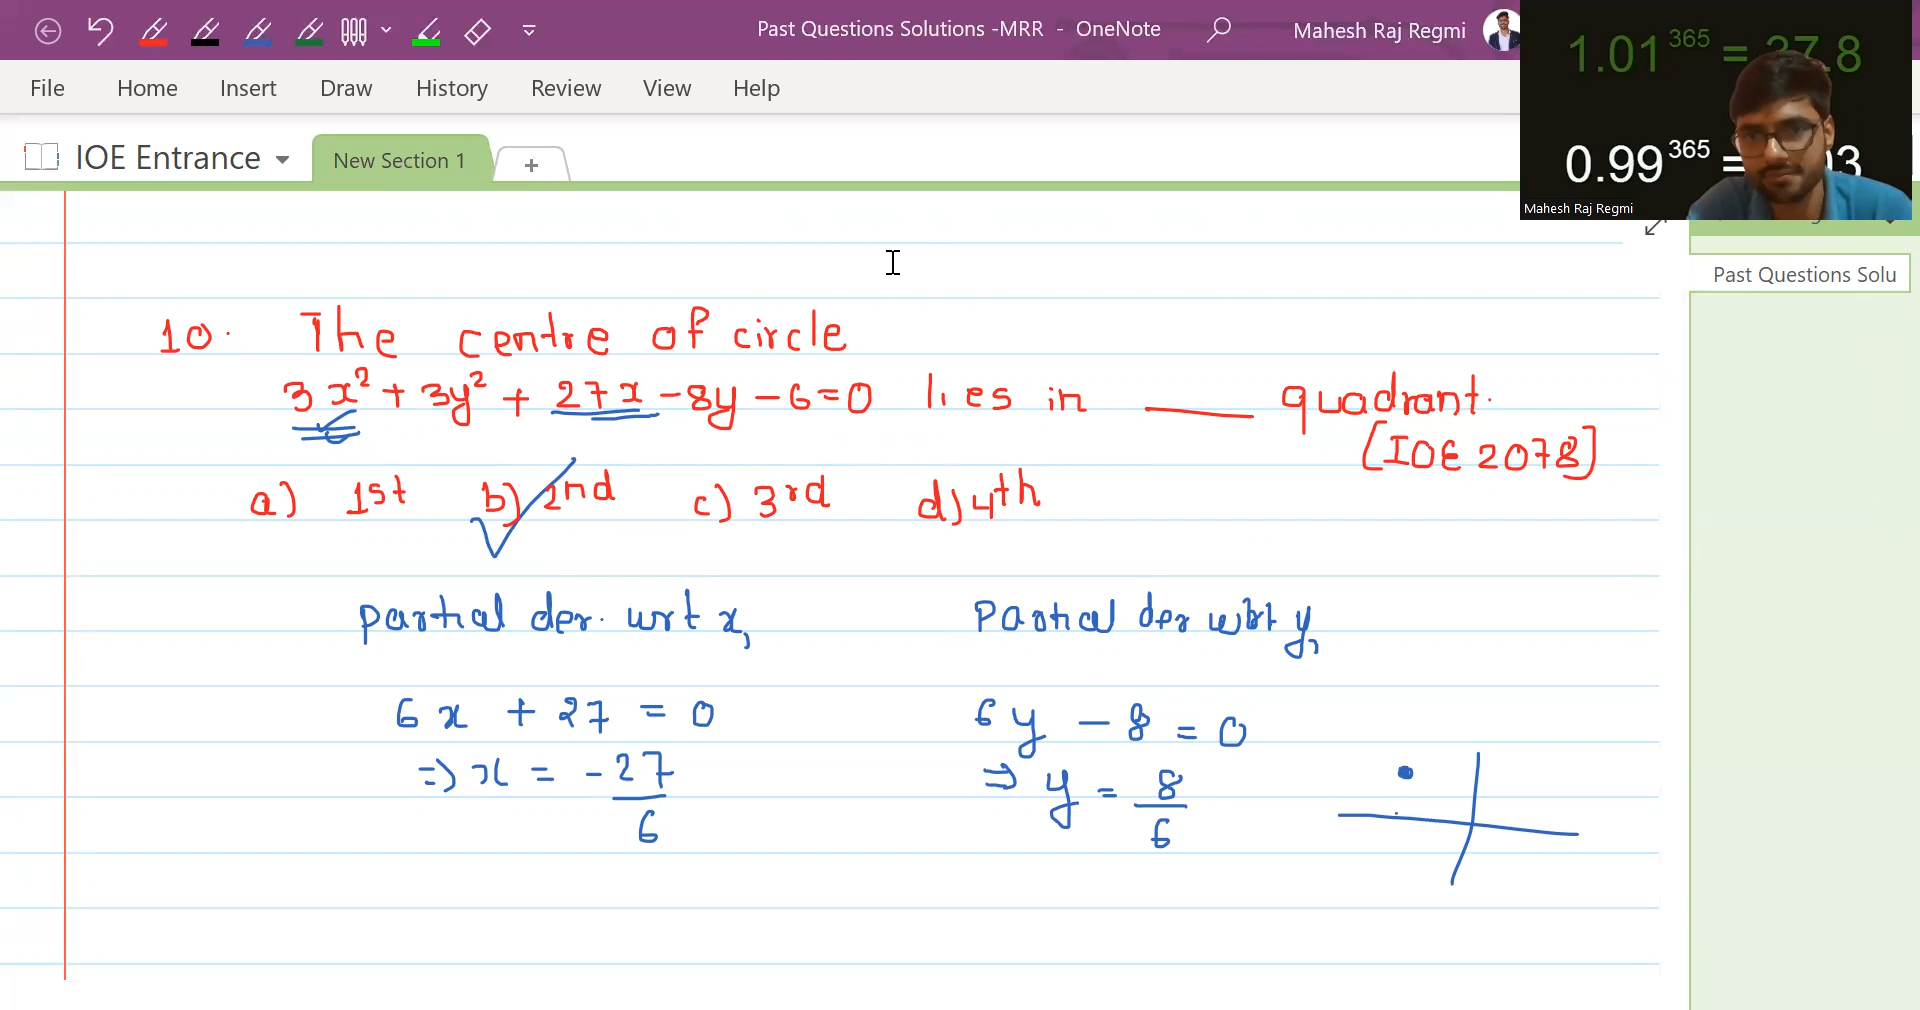 Past Questions Solutions -MRR - OneNote
Mahesh Raj Regmi
File Home Insert Draw History Review View Help
1.01^365 = 37.8
0.99^365 =
Mahesh Raj Regmi
IOE Entrance
New Section 1
+
Past Questions Solu
10. The centre of circle
3x² + 3y² + 27x - 8y - 6 = 0 lies in ____ quadrant.
[IOE 2078]
a) 1st b) 2nd c) 3rd d) 4th
partial der. wrt x,
Partial der wrt y,
6x + 27 = 0
⇒ x = -27/6
6y - 8 = 0
⇒ y = 8/6